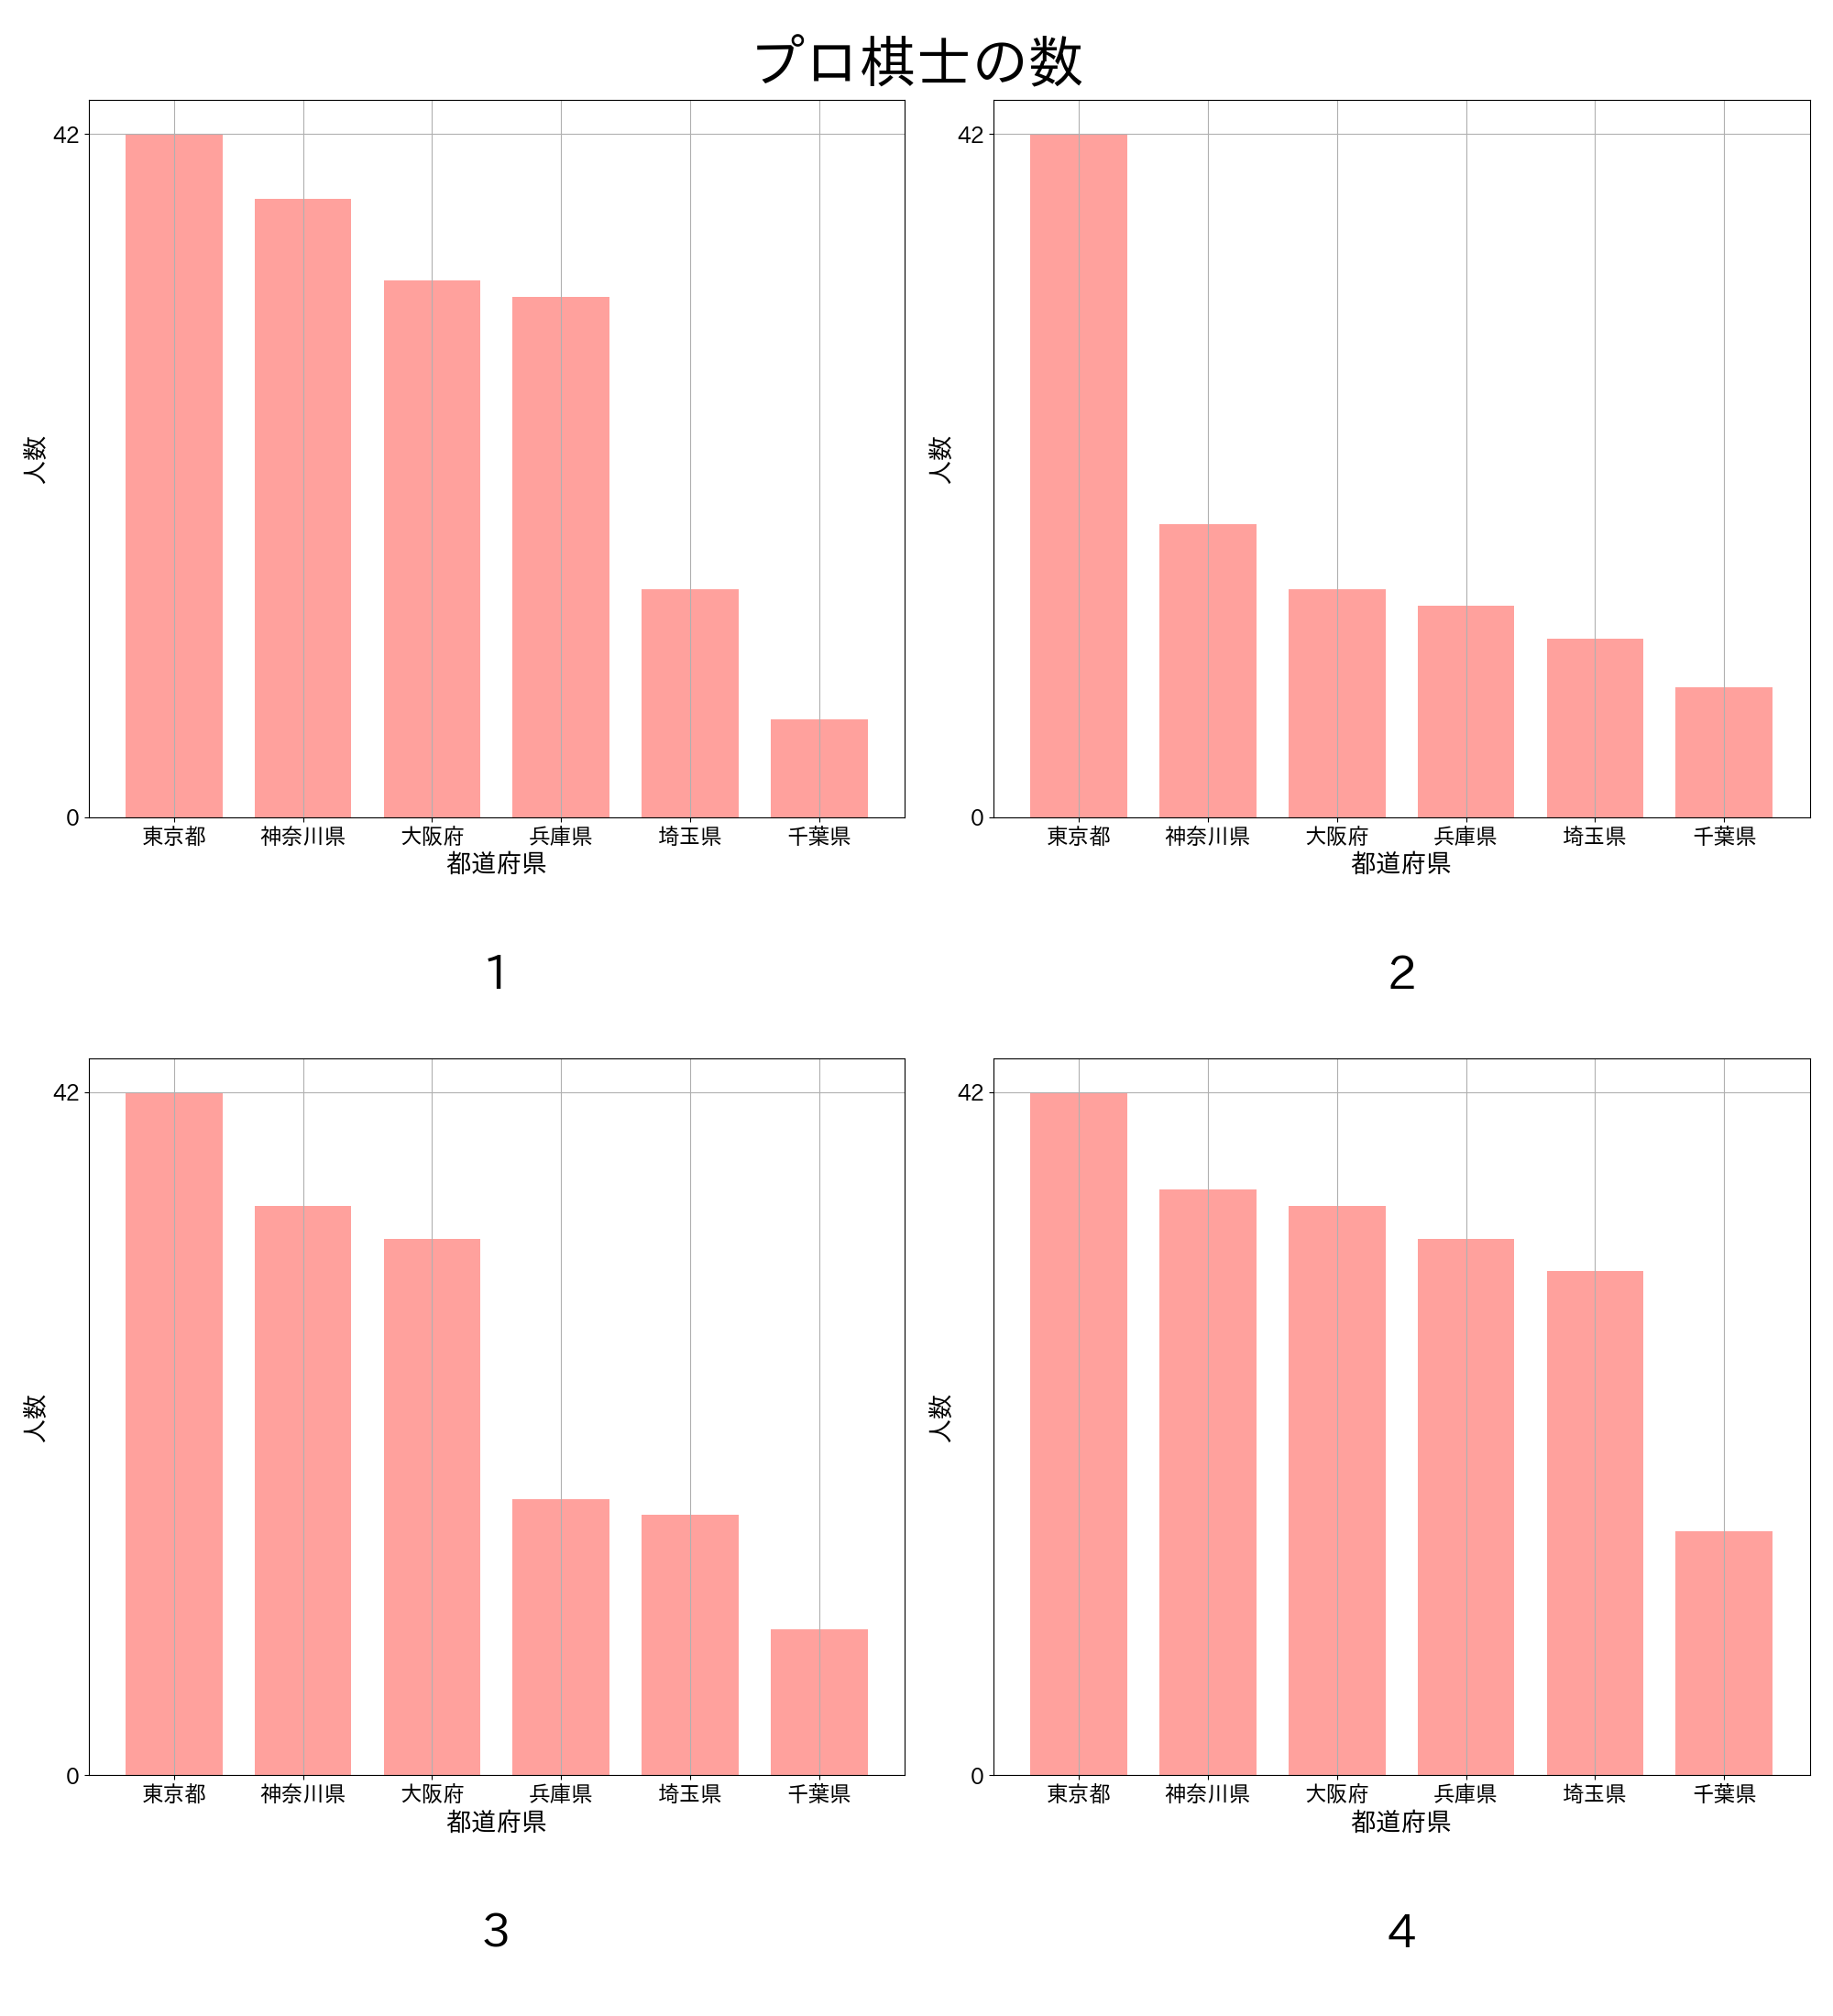 プロ棋士の数
42
人数
0
東京都 神奈川県 大阪府 兵庫県 埼玉県 千葉県
都道府県
1
42
人数
0
東京都 神奈川県 大阪府 兵庫県 埼玉県 千葉県
都道府県
2
42
人数
0
東京都 神奈川県 大阪府 兵庫県 埼玉県 千葉県
都道府県
3
42
人数
0
東京都 神奈川県 大阪府 兵庫県 埼玉県 千葉県
都道府県
4